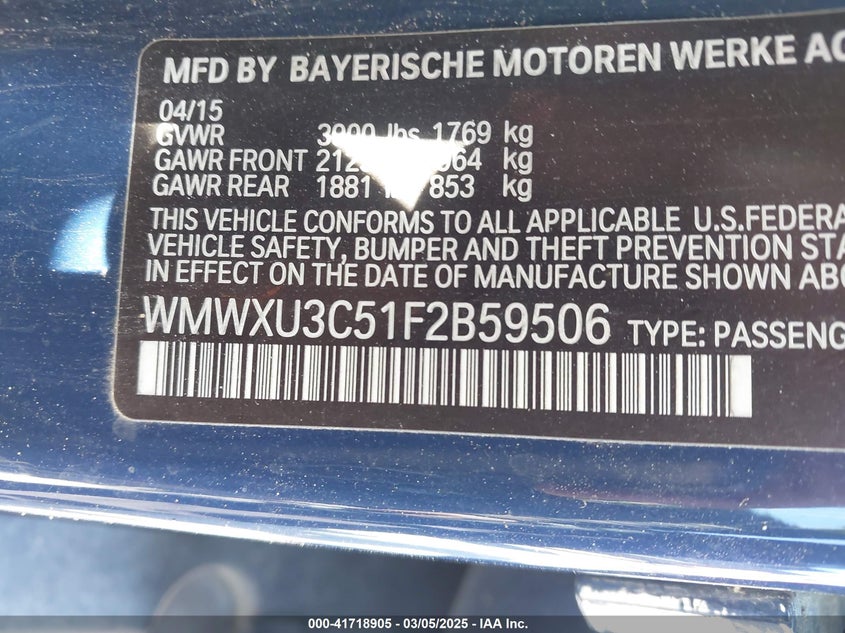 MFD BY BAYERISCHE MOTOREN WERKE AG
04/15
GVWR lbs 1769 kg
GAWR FRONT kg
GAWR REAR 1881 853 kg
THIS VEHICLE CONFORMS TO ALL APPLICABLE U.S.FEDERA
VEHICLE SAFETY, BUMPER AND THEFT PREVENTION STA
IN EFFECT ON THE DATE OF MANUFACTURE SHOWN ABO
WMWXU3C51F2B59506 TYPE: PASSENG
000-41718905 - 03/05/2025 - IAA Inc.